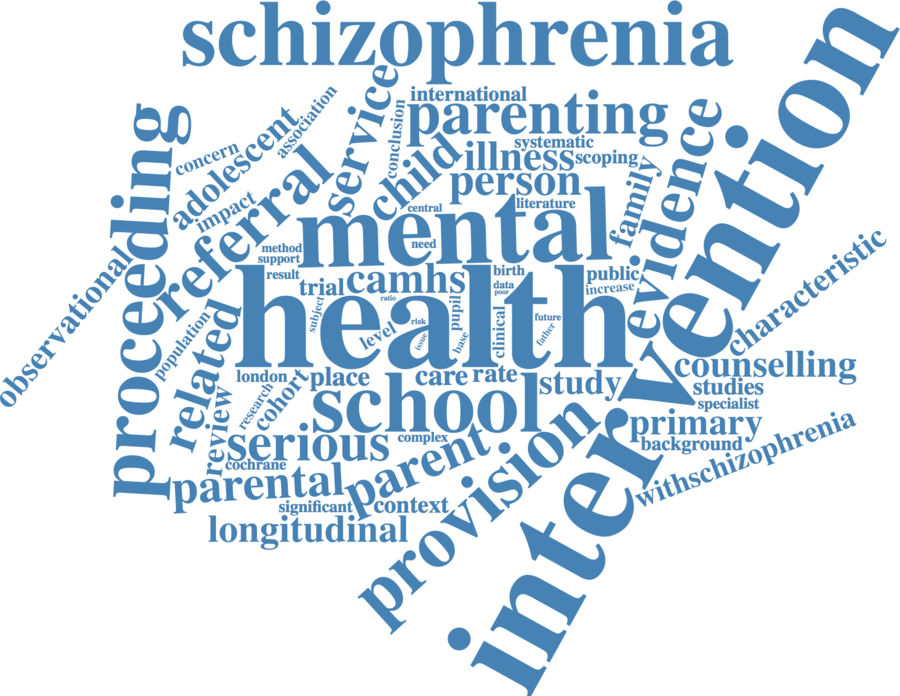 schizophrenia
intervention
service
international
association
parenting
conclusion
adolescent
concern
proceeding
systematic
illness
scoping
child
evidence
person
family
impact
referral
central
literature
mental
need
method
support
observational
result
trial
camhs
birth
public
data
poor
increase
health
ratio
subject
pupil
clinical
future
father
risk
level
issue
base
characteristic
population
related
london
place
care
rate
study
counselling
studies
specialist
research
cohort
review
school
primary
background
withschizophrenia
serious
complex
cochrane
parent
parental
provision
significant
context
longitudinal